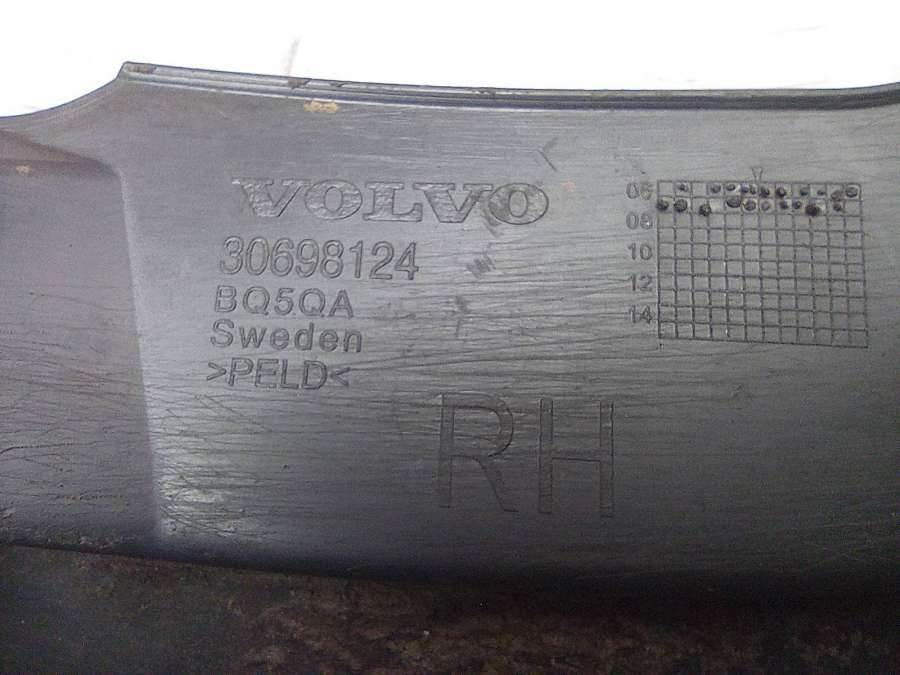 VOLVO
30698124
BQ5QA
Sweden
>PELD<
RH
06
08
10
12
14